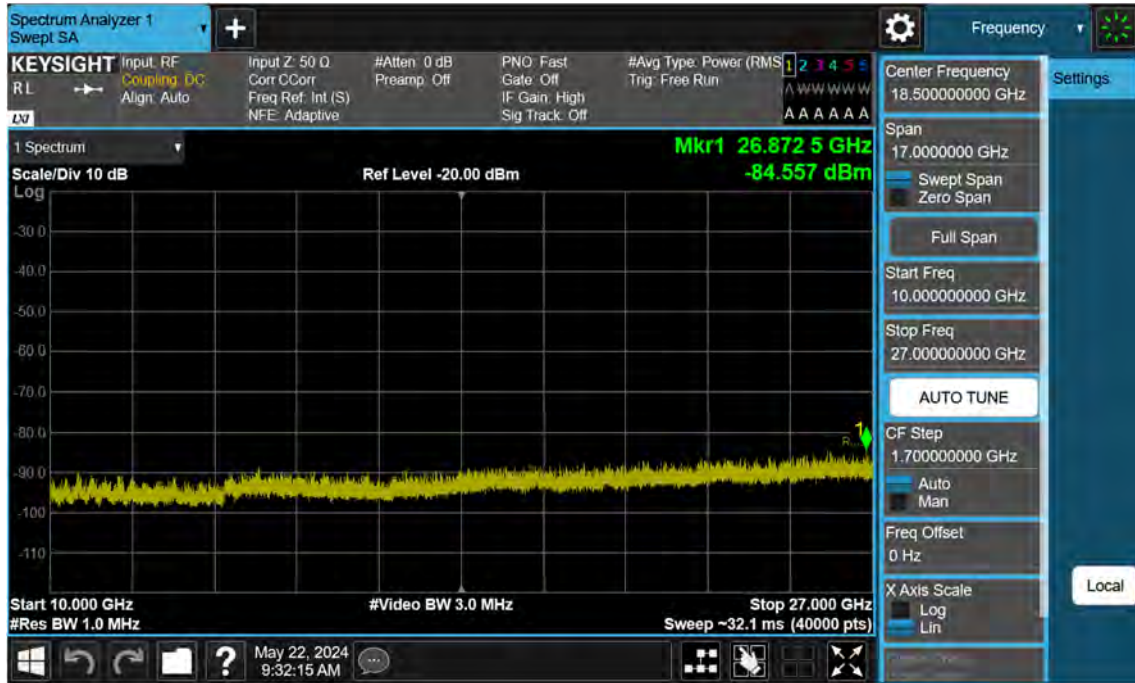 Spectrum Analyzer 1
Swept SA
+
Frequency
KEYSIGHT
RL
LXI
Input: RF
Coupling: DC
Align: Auto
Input Z: 50 Ω
Corr CCorr
Freq Ref: Int (S)
NFE: Adaptive
#Atten: 0 dB
Preamp: Off
PNO: Fast
Gate: Off
IF Gain: High
Sig Track: Off
#Avg Type: Power (RMS
Trig: Free Run
1 2 3 4 5 6
A W W W W W
A A A A A A
1 Spectrum
Mkr1 26.872 5 GHz
Scale/Div 10 dB
Ref Level -20.00 dBm
-84.557 dBm
Log
-30.0
-40.0
-50.0
-60.0
-70.0
-80.0
-90.0
-100
-110
1
R...
Start 10.000 GHz
#Video BW 3.0 MHz
Stop 27.000 GHz
#Res BW 1.0 MHz
Sweep ~32.1 ms (40000 pts)
?
May 22, 2024
9:32:15 AM
Center Frequency
18.500000000 GHz
Span
17.0000000 GHz
Swept Span
Zero Span
Full Span
Start Freq
10.000000000 GHz
Stop Freq
27.000000000 GHz
AUTO TUNE
CF Step
1.700000000 GHz
Auto
Man
Freq Offset
0 Hz
X Axis Scale
Log
Lin
Settings
Local